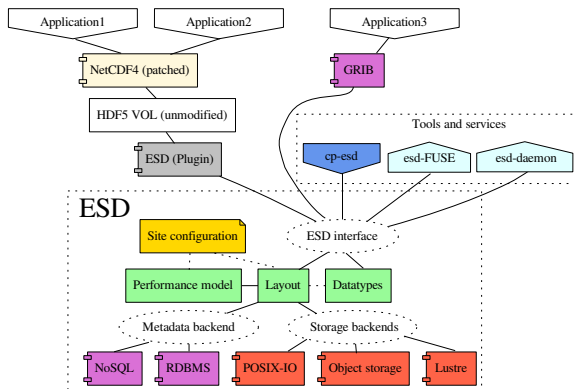 Application1
Application2
Application3
NetCDF4 (patched)
GRIB
HDF5 VOL (unmodified)
Tools and services
ESD (Plugin)
cp-esd
esd-FUSE
esd-daemon
ESD
Site configuration
ESD interface
Performance model
Layout
Datatypes
Metadata backend
Storage backends
NoSQL
RDBMS
POSIX-IO
Object storage
Lustre